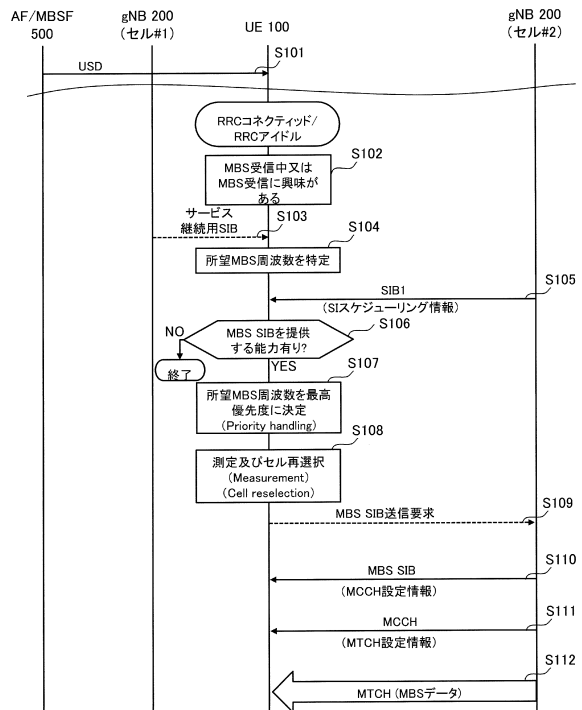 AF/MBSF
500
gNB 200
(セル#1)
UE 100
gNB 200
(セル#2)
S101
USD
RRCコネクティッド/
RRCアイドル
S102
MBS受信中又は
MBS受信に興味が
ある
サービス
継続用SIB
S103
S104
所望MBS周波数を特定
S105
SIB1
(SIスケジューリング情報)
S106
NO
MBS SIBを提供
する能力有り?
YES
終了
S107
所望MBS周波数を最高
優先度に決定
(Priority handling)
S108
測定及びセル再選択
(Measurement)
(Cell reselection)
S109
MBS SIB送信要求
S110
MBS SIB
(MCCH設定情報)
S111
MCCH
(MTCH設定情報)
S112
MTCH (MBSデータ)